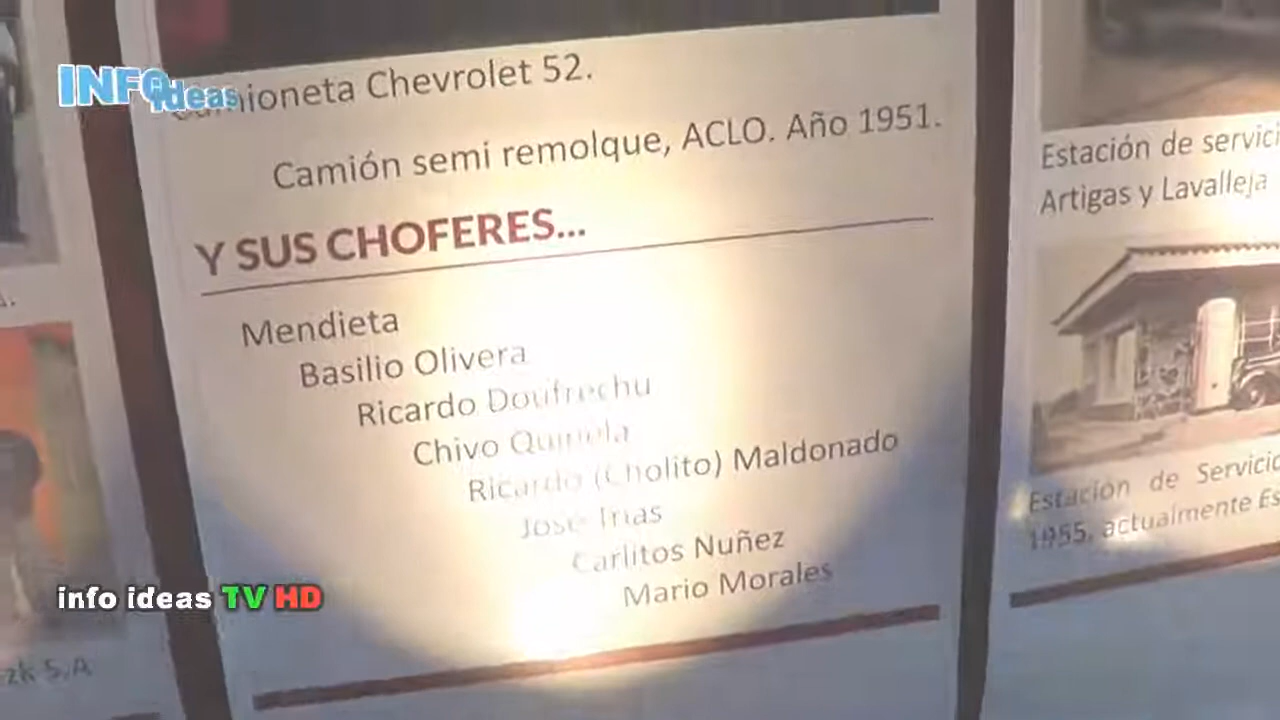 INFO
ideas
Camioneta Chevrolet 52.
Camión semi remolque, ACLO. Año 1951.
Y SUS CHOFERES...
Mendieta
Basilio Olivera
Ricardo Doufrechu
Chivo
Ricardo (Cholito) Maldonado
José Irias
Carlitos Nuñez
Mario Morales
Estación de servici
Artigas y Lavalleja
Estación de Servicio
1955, actualmente Es
info ideas TV HD
zk S.A